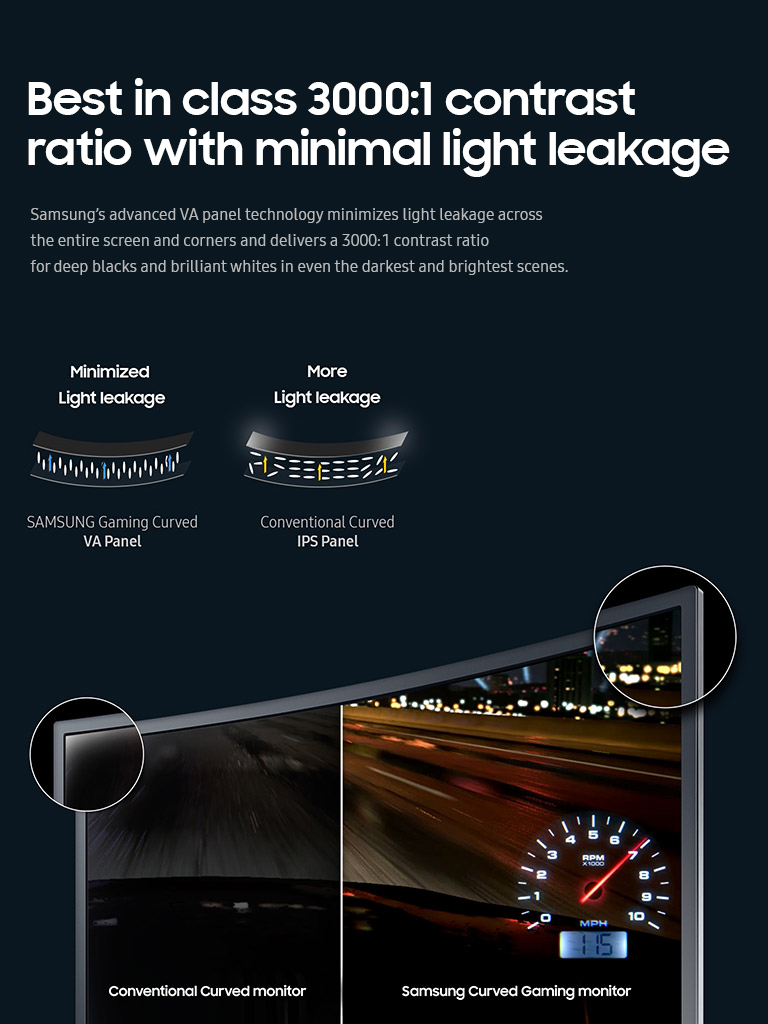 Best in class 3000:1 contrast
ratio with minimal light leakage
Samsung's advanced VA panel technology minimizes light leakage across
the entire screen and corners and delivers a 3000:1 contrast ratio
for deep blacks and brilliant whites in even the darkest and brightest scenes.
Minimized
Light leakage
More
Light leakage
SAMSUNG Gaming Curved
VA Panel
Conventional Curved
IPS Panel
0
1
2
3
4
5
6
7
8
9
10
RPM
X1000
MPH
115
Conventional Curved monitor
Samsung Curved Gaming monitor